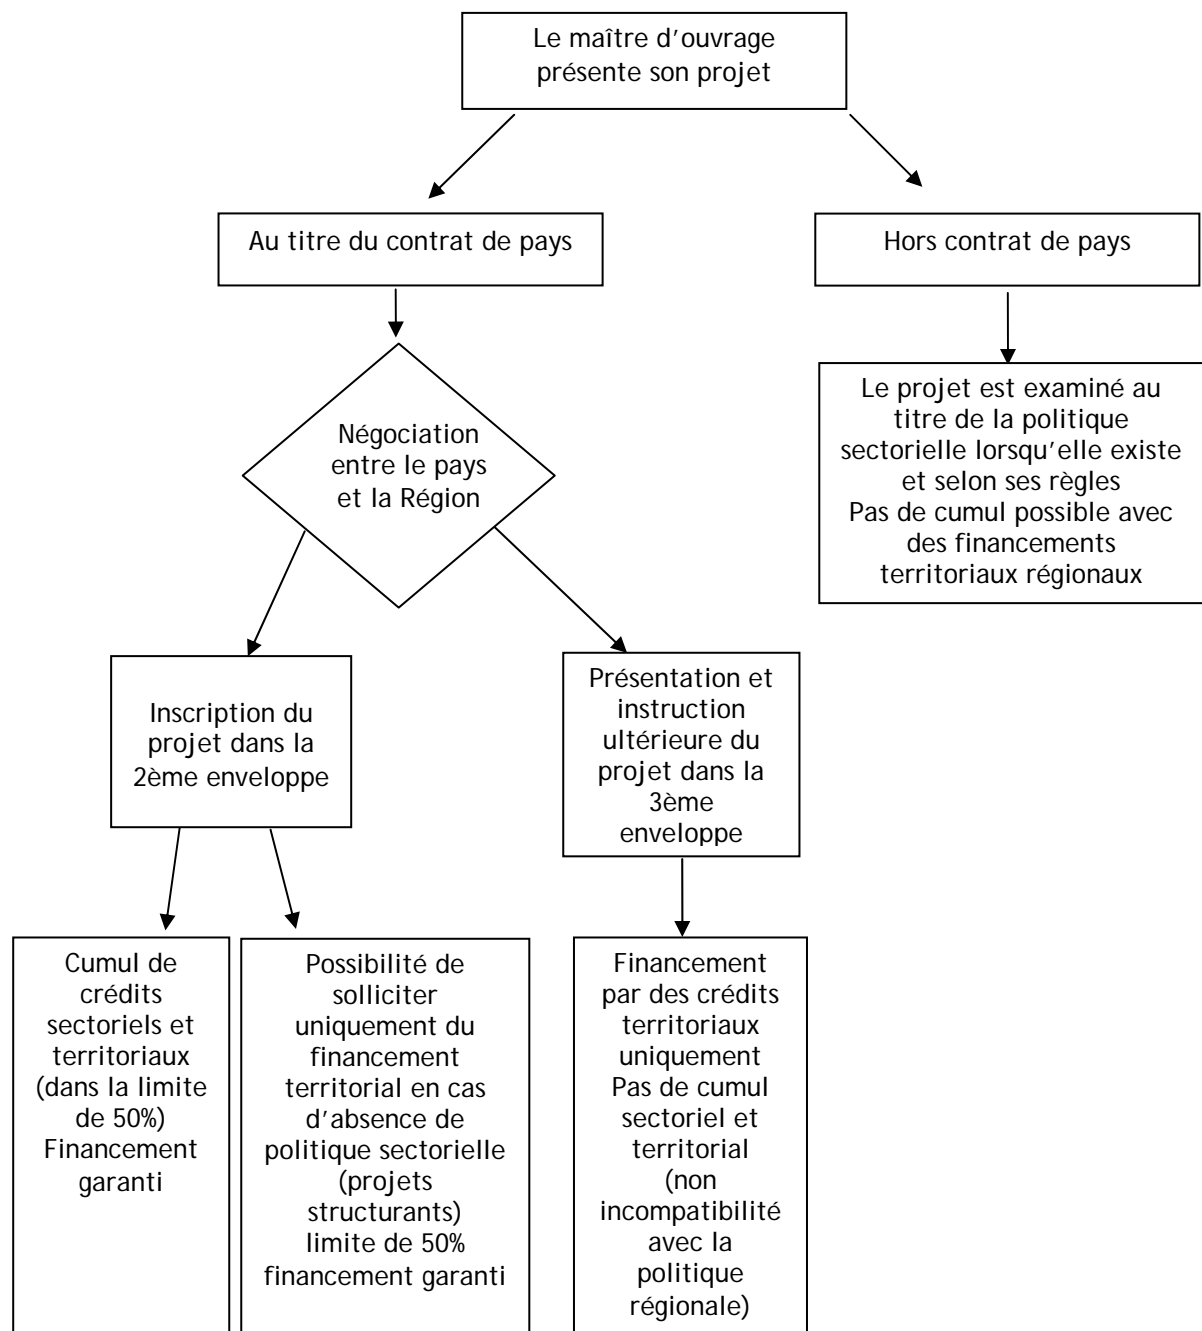 Le maître d'ouvrage
présente son projet
Au titre du contrat de pays
Hors contrat de pays
Négociation
entre le pays
et la Région
Le projet est examiné au
titre de la politique
sectorielle lorsqu'elle existe
et selon ses règles
Pas de cumul possible avec
des financements
territoriaux régionaux
Inscription du
projet dans la
2ème enveloppe
Présentation et
instruction
ultérieure du
projet dans la
3ème
enveloppe
Cumul de
crédits
sectoriels et
territoriaux
(dans la limite
de 50%)
Financement
garanti
Possibilité de
solliciter
uniquement du
financement
territorial en cas
d'absence de
politique sectorielle
(projets
structurants)
limite de 50%
financement garanti
Financement
par des crédits
territoriaux
uniquement
Pas de cumul
sectoriel et
territorial
(non
incompatibilité
avec la
politique
régionale)